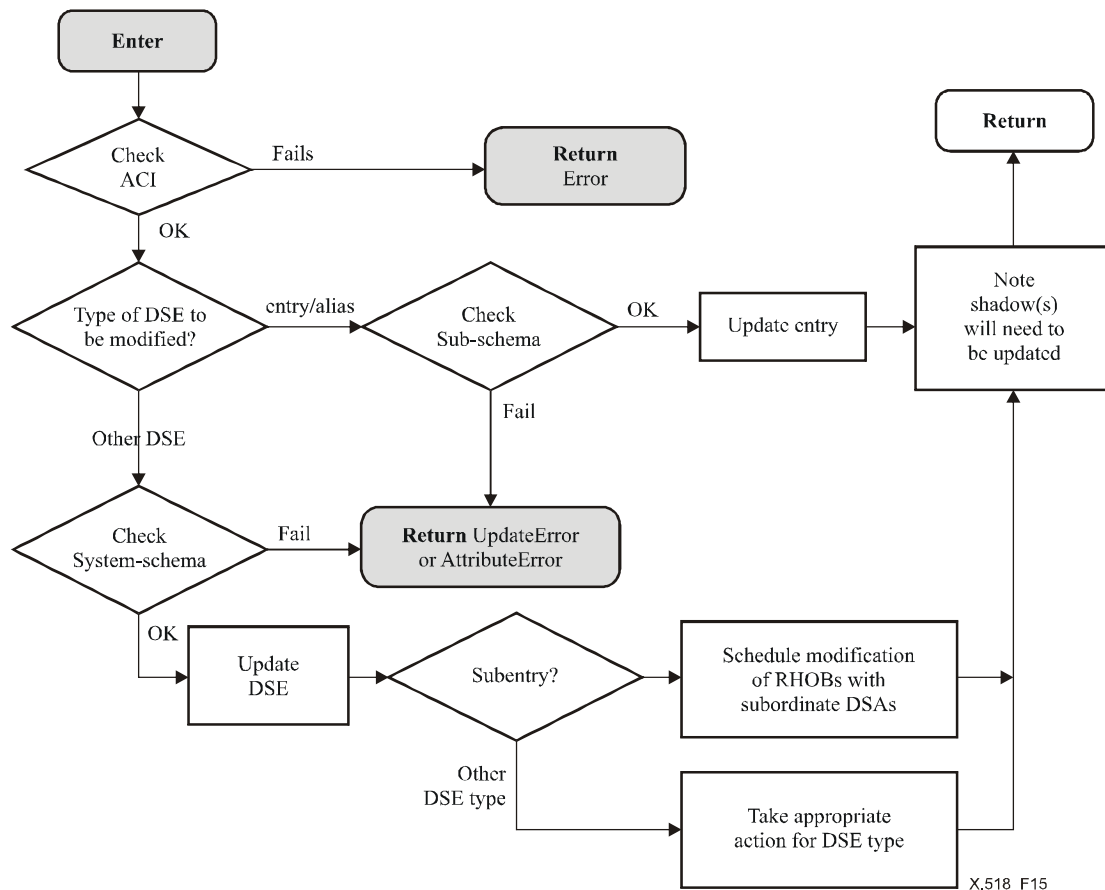 Enter
Return
Check
ACI
Fails
Return
Error
OK
Type of DSE to
be modified?
entry/alias
Check
Sub-schema
OK
Update entry
Note
shadow(s)
will need to
be updated
Fail
Other DSE
Check
System-schema
Fail
Return UpdateError
or AttributeError
OK
Update
DSE
Subentry?
Schedule modification
of RHOBs with
subordinate DSAs
Other
DSE type
Take appropriate
action for DSE type
X.518_F15